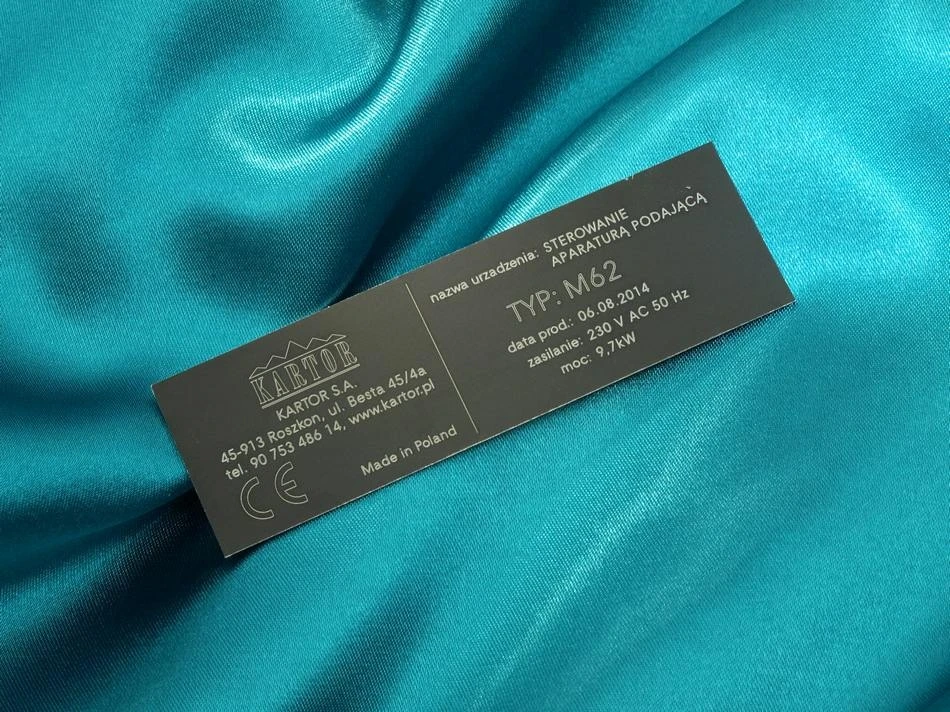 KARTOR
KARTOR S.A.
45-913 Roszkon, ul. Besta 45/4a
tel. 90 753 486 14, www.kartor.pl
CE
Made in Poland
nazwa urzadzenia: STEROWANIE
APARATURĄ PODAJĄCĄ
TYP: M62
data prod.: 06.08.2014
zasilanie: 230 V AC 50 Hz
moc: 9,7kW